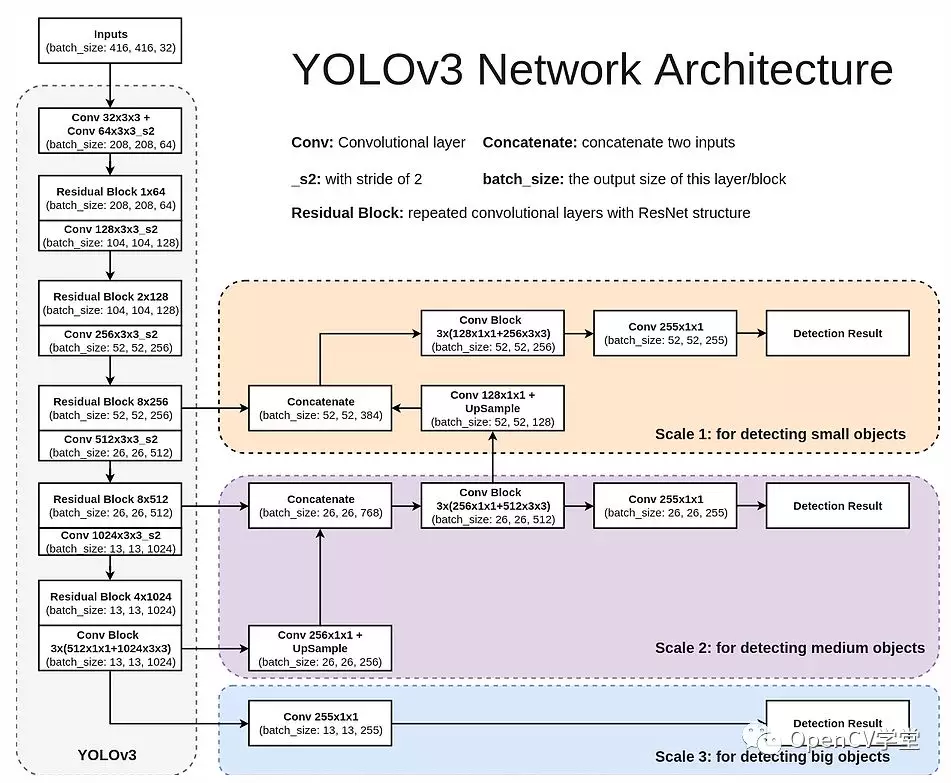 Inputs
(batch_size: 416, 416, 32)
YOLOv3 Network Architecture
Conv: Convolutional layer
Concatenate: concatenate two inputs
_s2: with stride of 2
batch_size: the output size of this layer/block
Residual Block: repeated convolutional layers with ResNet structure
Conv 32x3x3 +
Conv 64x3x3_s2
(batch_size: 208, 208, 64)
Residual Block 1x64
(batch_size: 208, 208, 64)
Conv 128x3x3_s2
(batch_size: 104, 104, 128)
Residual Block 2x128
(batch_size: 104, 104, 128)
Conv 256x3x3_s2
(batch_size: 52, 52, 256)
Residual Block 8x256
(batch_size: 52, 52, 256)
Conv 512x3x3_s2
(batch_size: 26, 26, 512)
Residual Block 8x512
(batch_size: 26, 26, 512)
Conv 1024x3x3_s2
(batch_size: 13, 13, 1024)
Residual Block 4x1024
(batch_size: 13, 13, 1024)
Conv Block
3x(512x1x1+1024x3x3)
(batch_size: 13, 13, 1024)
YOLOv3
Conv Block
3x(128x1x1+256x3x3)
(batch_size: 52, 52, 256)
Conv 255x1x1
(batch_size: 52, 52, 255)
Detection Result
Concatenate
(batch_size: 52, 52, 384)
Conv 128x1x1 +
UpSample
(batch_size: 52, 52, 128)
Scale 1: for detecting small objects
Concatenate
(batch_size: 26, 26, 768)
Conv Block
3x(256x1x1+512x3x3)
(batch_size: 26, 26, 512)
Conv 255x1x1
(batch_size: 26, 26, 255)
Detection Result
Conv 256x1x1 +
UpSample
(batch_size: 26, 26, 256)
Scale 2: for detecting medium objects
Conv 255x1x1
(batch_size: 13, 13, 255)
Detection Result
OpenCV学堂
Scale 3: for detecting big objects